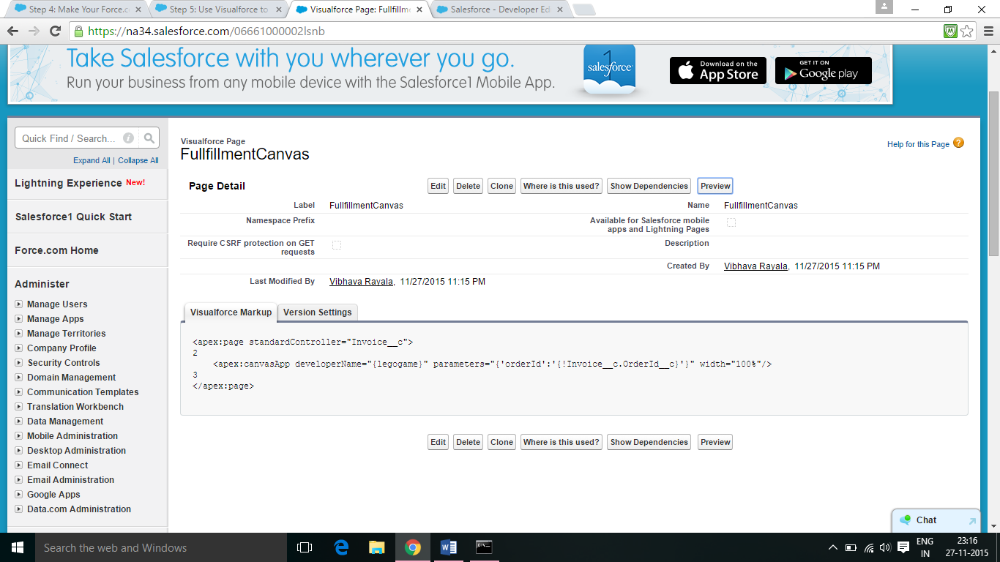 Step 4: Make Your Force.c
Step 5: Use Visualforce to
Visualforce Page: Fullfillm
Salesforce - Developer Edi
https://na34.salesforce.com/06661000002lsnb
Take Salesforce with you wherever you go.
Run your business from any mobile device with the Salesforce1 Mobile App.
1
salesforce
Download on the
App Store
GET IT ON
Google play
Quick Find / Search...
Expand All | Collapse All
Lightning Experience New!
Salesforce1 Quick Start
Force.com Home
Administer
Manage Users
Manage Apps
Manage Territories
Company Profile
Security Controls
Domain Management
Communication Templates
Translation Workbench
Data Management
Mobile Administration
Desktop Administration
Email Connect
Email Administration
Google Apps
Data.com Administration
Visualforce Page
FullfillmentCanvas
Help for this Page
Page Detail
Edit Delete Clone Where is this used? Show Dependencies Preview
Label FullfillmentCanvas Name FullfillmentCanvas
Namespace Prefix Available for Salesforce mobile
apps and Lightning Pages
Require CSRF protection on GET Description
requests
Created By Vibhava Rayala, 11/27/2015 11:15 PM
Last Modified By Vibhava Rayala, 11/27/2015 11:15 PM
Visualforce Markup Version Settings
<apex:page standardController="Invoice__c">
2
<apex:canvasApp developerName="{legogame}" parameters="{'orderId':'{!Invoice__c.OrderId__c}'}" width="100%"/>
3
</apex:page>
Edit Delete Clone Where is this used? Show Dependencies Preview
Chat
Search the web and Windows
ENG
IN
23:16
27-11-2015